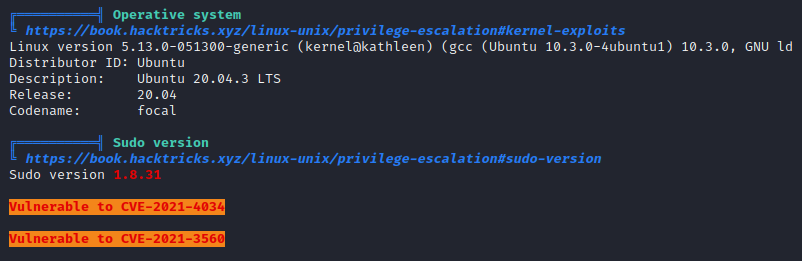 ╔══════════╣ Operative system
╚ https://book.hacktricks.xyz/linux-unix/privilege-escalation#kernel-exploits
Linux version 5.13.0-051300-generic (kernel@kathleen) (gcc (Ubuntu 10.3.0-4ubuntu1) 10.3.0, GNU ld
Distributor ID: Ubuntu
Description:    Ubuntu 20.04.3 LTS
Release:        20.04
Codename:       focal
╔══════════╣ Sudo version
╚ https://book.hacktricks.xyz/linux-unix/privilege-escalation#sudo-version
Sudo version 1.8.31
Vulnerable to CVE-2021-4034
Vulnerable to CVE-2021-3560